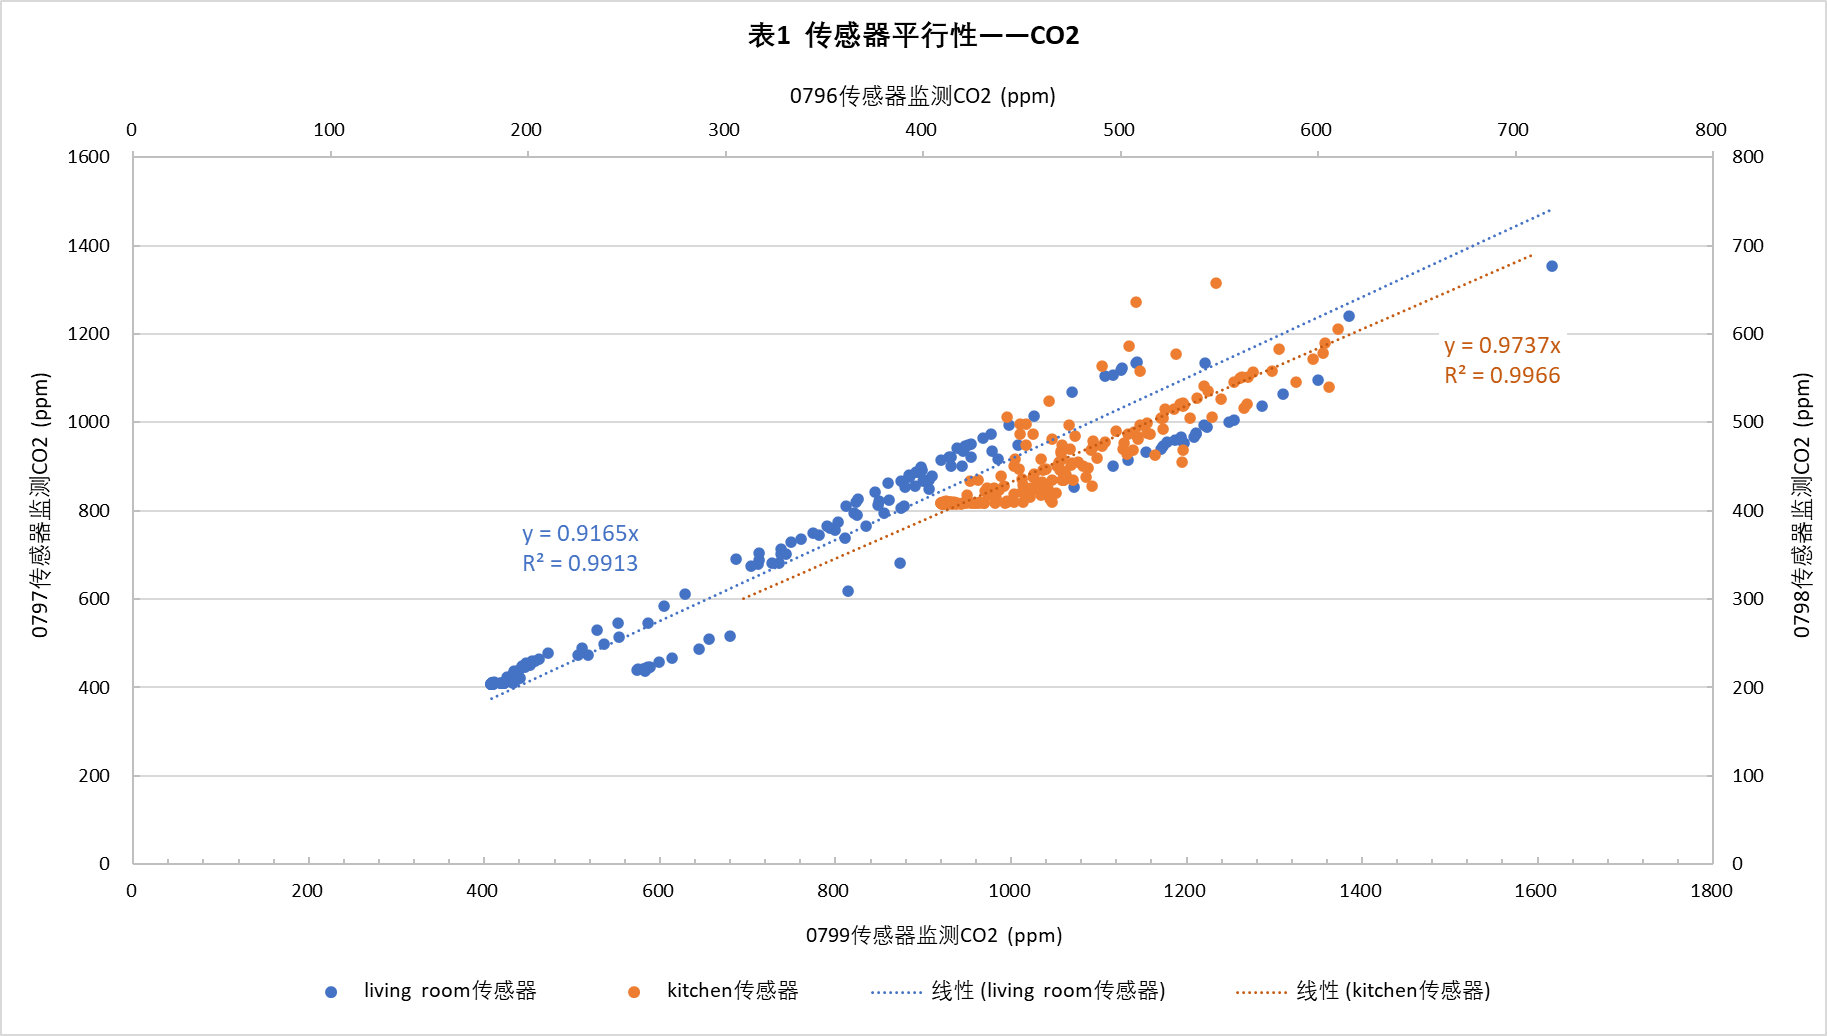 表1 传感器平行性——CO2
0796传感器监测CO2 (ppm)
0 100 200 300 400 500 600 700 800
1600 800
1400 700
1200 600
1000 500
800 400
600 300
400 200
200 100
0 0
0797传感器监测CO2 (ppm)
0798传感器监测CO2 (ppm)
y = 0.9737x
R² = 0.9966
y = 0.9165x
R² = 0.9913
0 200 400 600 800 1000 1200 1400 1600 1800
0799传感器监测CO2 (ppm)
living room传感器 kitchen传感器 线性 (living room传感器) 线性 (kitchen传感器)